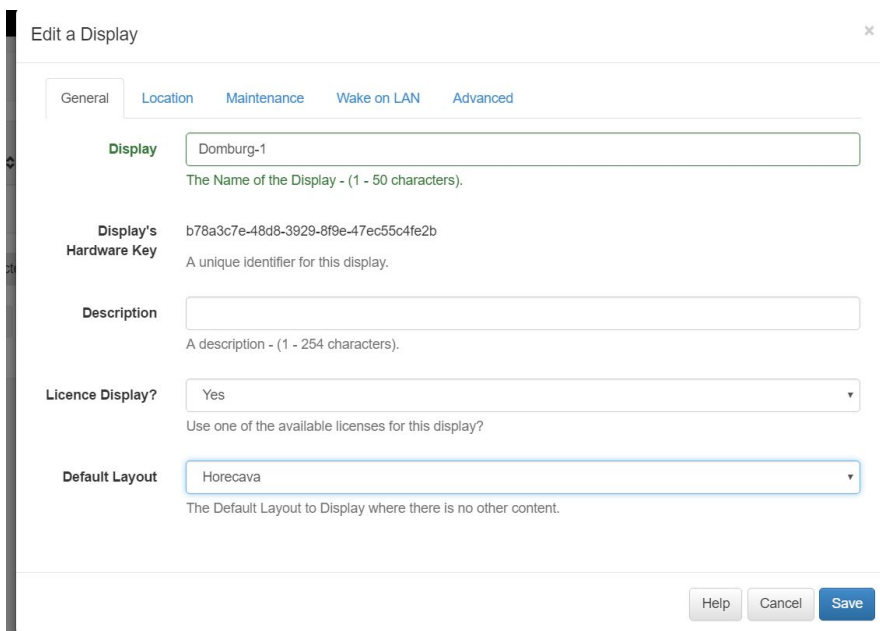 Edit a Display
×
General Location Maintenance Wake on LAN Advanced
Display Domburg-1
The Name of the Display - (1 - 50 characters).
Display's Hardware Key b78a3c7e-48d8-3929-8f9e-47ec55c4fe2b
A unique identifier for this display.
Description
A description - (1 - 254 characters).
Licence Display? Yes
Use one of the available licenses for this display?
Default Layout Horecava
The Default Layout to Display where there is no other content.
Help Cancel Save